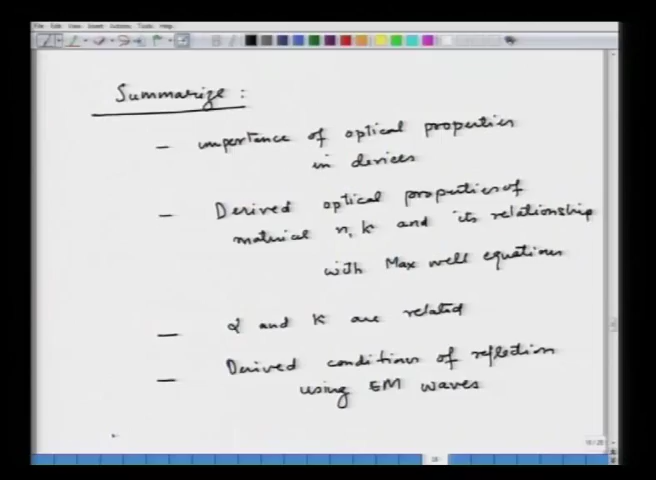 Summarize :
— importance of optical properties
in devices
— Derived optical properties of
material n, k and its relationship
with Max well equations
— α and K are related
— Derived conditions of reflection
using EM waves